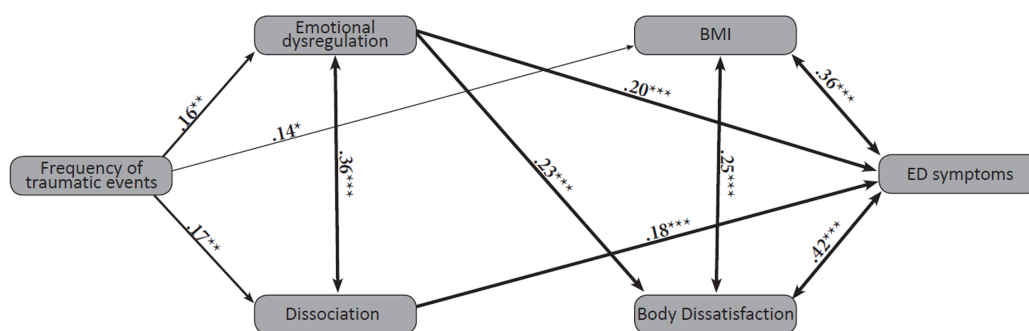 Emotional
dysregulation
BMI
.16**
.14*
.36***
.20***
.23***
.25***
.36***
Frequency of
traumatic events
ED symptoms
.17**
.18***
.42***
Dissociation
Body Dissatisfaction